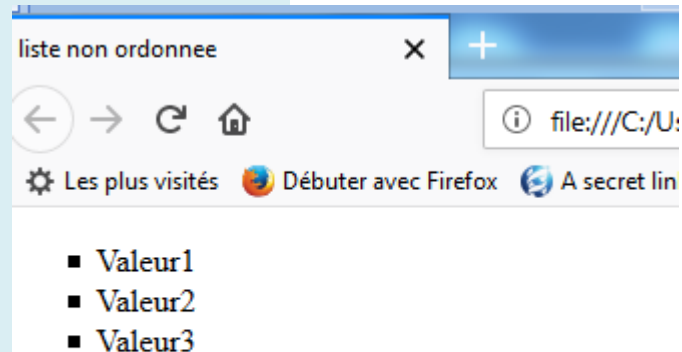 liste non ordonnee
file:///C:/Us
Les plus visités Débuter avec Firefox A secret lin
Valeur1
Valeur2
Valeur3